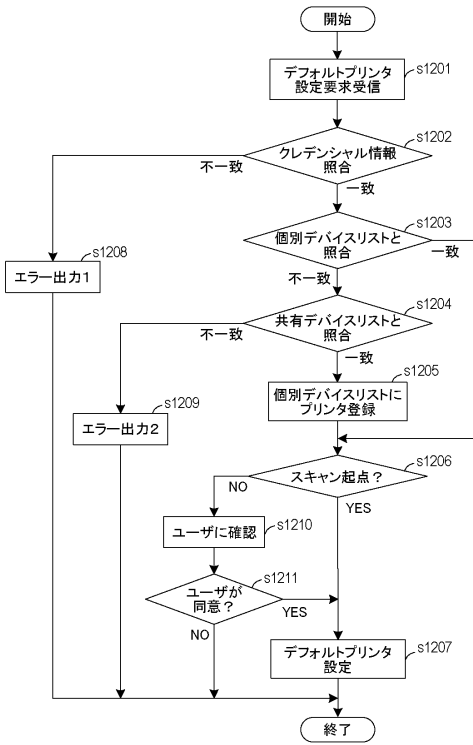 開始
s1201
デフォルトプリンタ
設定要求受信
s1202
クレデンシャル情報
照合
不一致
一致
s1203
個別デバイスリストと
照合
一致
不一致
s1208
エラー出力1
s1204
共有デバイスリストと
照合
不一致
一致
s1205
個別デバイスリストに
プリンタ登録
s1209
エラー出力2
s1206
スキャン起点?
NO
YES
s1210
ユーザに確認
s1211
ユーザが
同意?
YES
NO
s1207
デフォルトプリンタ
設定
終了